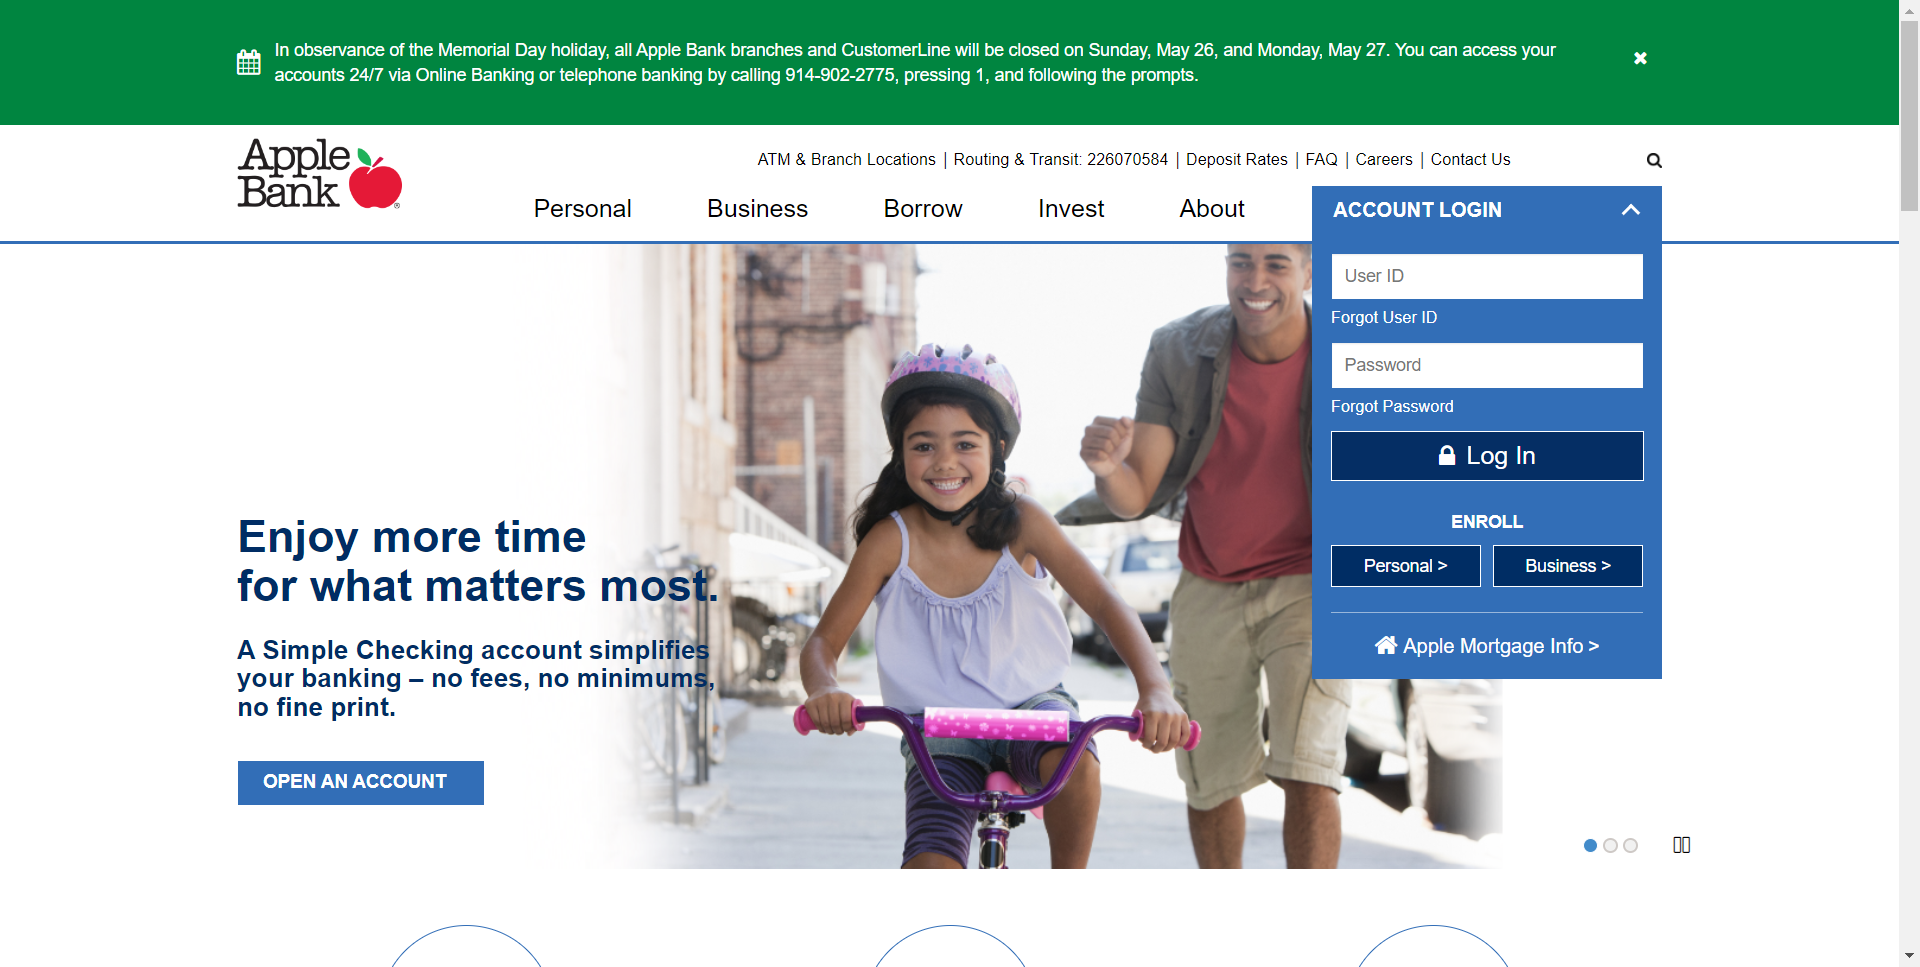 In observance of the Memorial Day holiday, all Apple Bank branches and CustomerLine will be closed on Sunday, May 26, and Monday, May 27. You can access your
accounts 24/7 via Online Banking or telephone banking by calling 914-902-2775, pressing 1, and following the prompts.
Apple
Bank
ATM & Branch Locations | Routing & Transit: 226070584 | Deposit Rates | FAQ | Careers | Contact Us
Personal
Business
Borrow
Invest
About
ACCOUNT LOGIN
User ID
Forgot User ID
Password
Forgot Password
Log In
ENROLL
Personal >
Business >
Apple Mortgage Info >
Enjoy more time
for what matters most.
A Simple Checking account simplifies
your banking – no fees, no minimums,
no fine print.
OPEN AN ACCOUNT